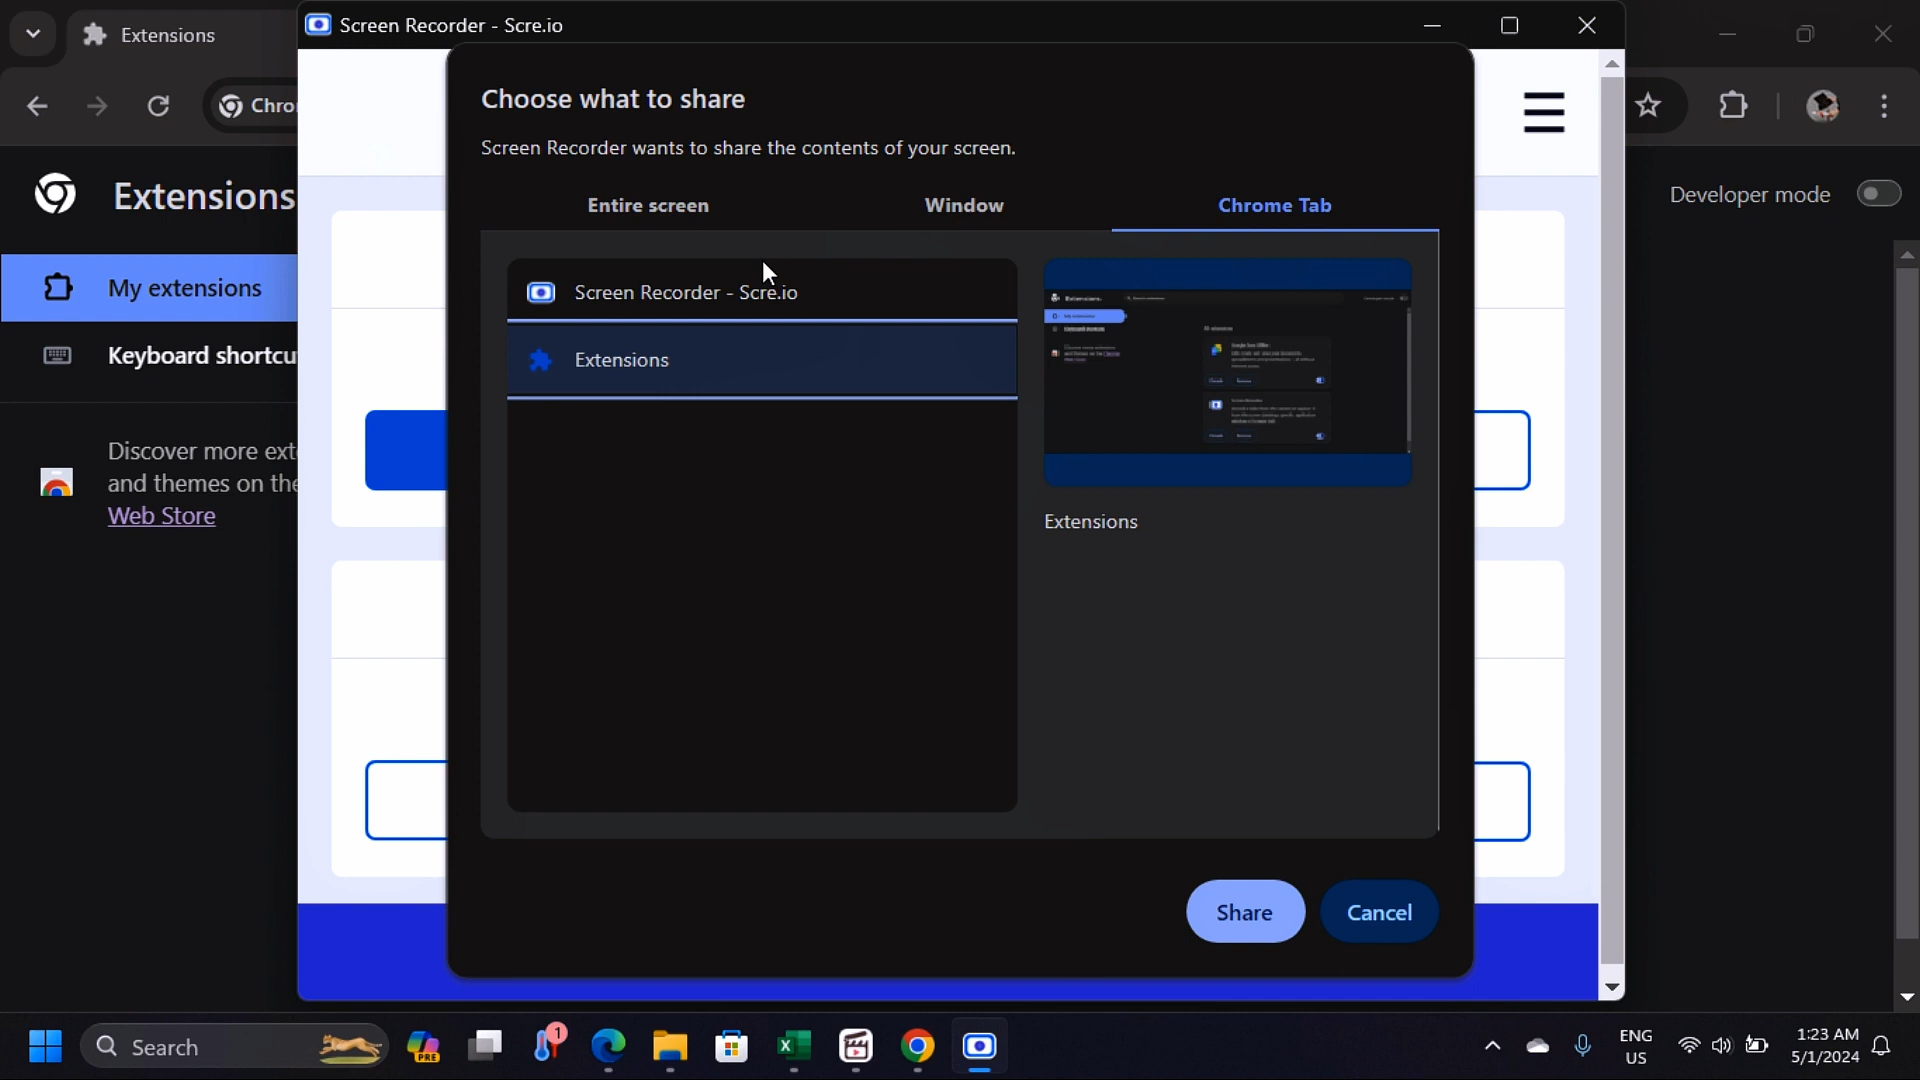 Extensions
Screen Recorder - Scre.io
Chro
Extensions
Developer mode
My extensions
Keyboard shortcu
Discover more ext
and themes on the
Web Store
Choose what to share
Screen Recorder wants to share the contents of your screen.
Entire screen
Window
Chrome Tab
Screen Recorder - Scre.io
Extensions
Extensions
Share
Cancel
Search
PRE
1
ENG
US
1:23 AM
5/1/2024